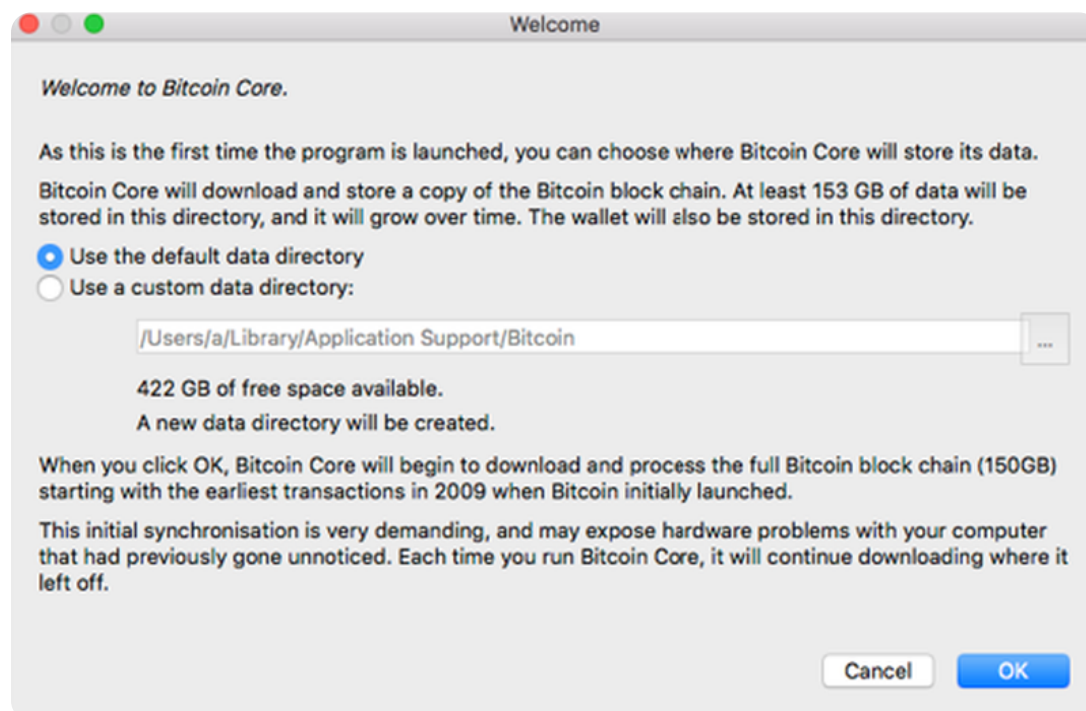 Welcome
Welcome to Bitcoin Core.
As this is the first time the program is launched, you can choose where Bitcoin Core will store its data.
Bitcoin Core will download and store a copy of the Bitcoin block chain. At least 153 GB of data will be
stored in this directory, and it will grow over time. The wallet will also be stored in this directory.
Use the default data directory
Use a custom data directory:
/Users/a/Library/Application Support/Bitcoin
...
422 GB of free space available.
A new data directory will be created.
When you click OK, Bitcoin Core will begin to download and process the full Bitcoin block chain (150GB)
starting with the earliest transactions in 2009 when Bitcoin initially launched.
This initial synchronisation is very demanding, and may expose hardware problems with your computer
that had previously gone unnoticed. Each time you run Bitcoin Core, it will continue downloading where it
left off.
Cancel
OK